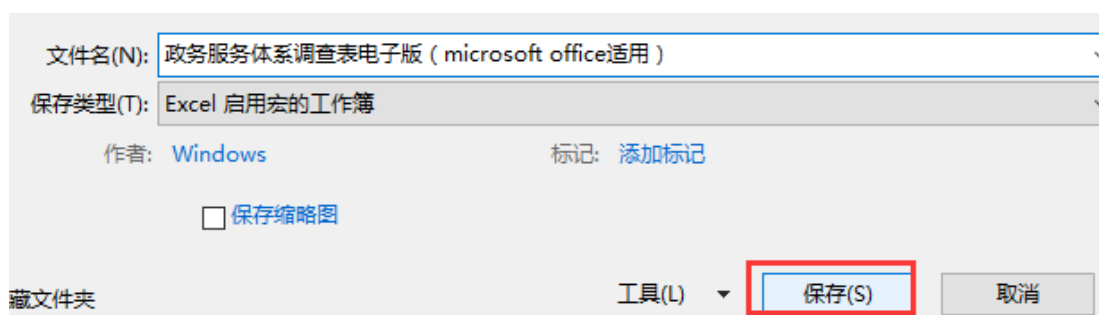 文件名(N): 政务服务体系调查表电子版（microsoft office适用）
保存类型(T): Excel 启用宏的工作簿
作者: Windows 标记: 添加标记
保存缩略图
藏文件夹 工具(L) 保存(S) 取消